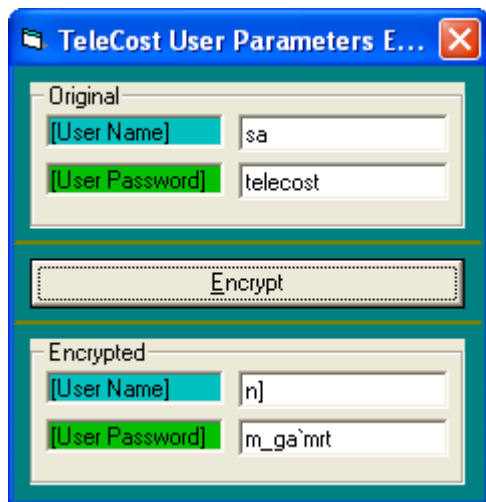 TeleCost User Parameters E...
Original
[User Name] sa
[User Password] telecost
Encrypt
Encrypted
[User Name] n]
[User Password] m_ga`mrt